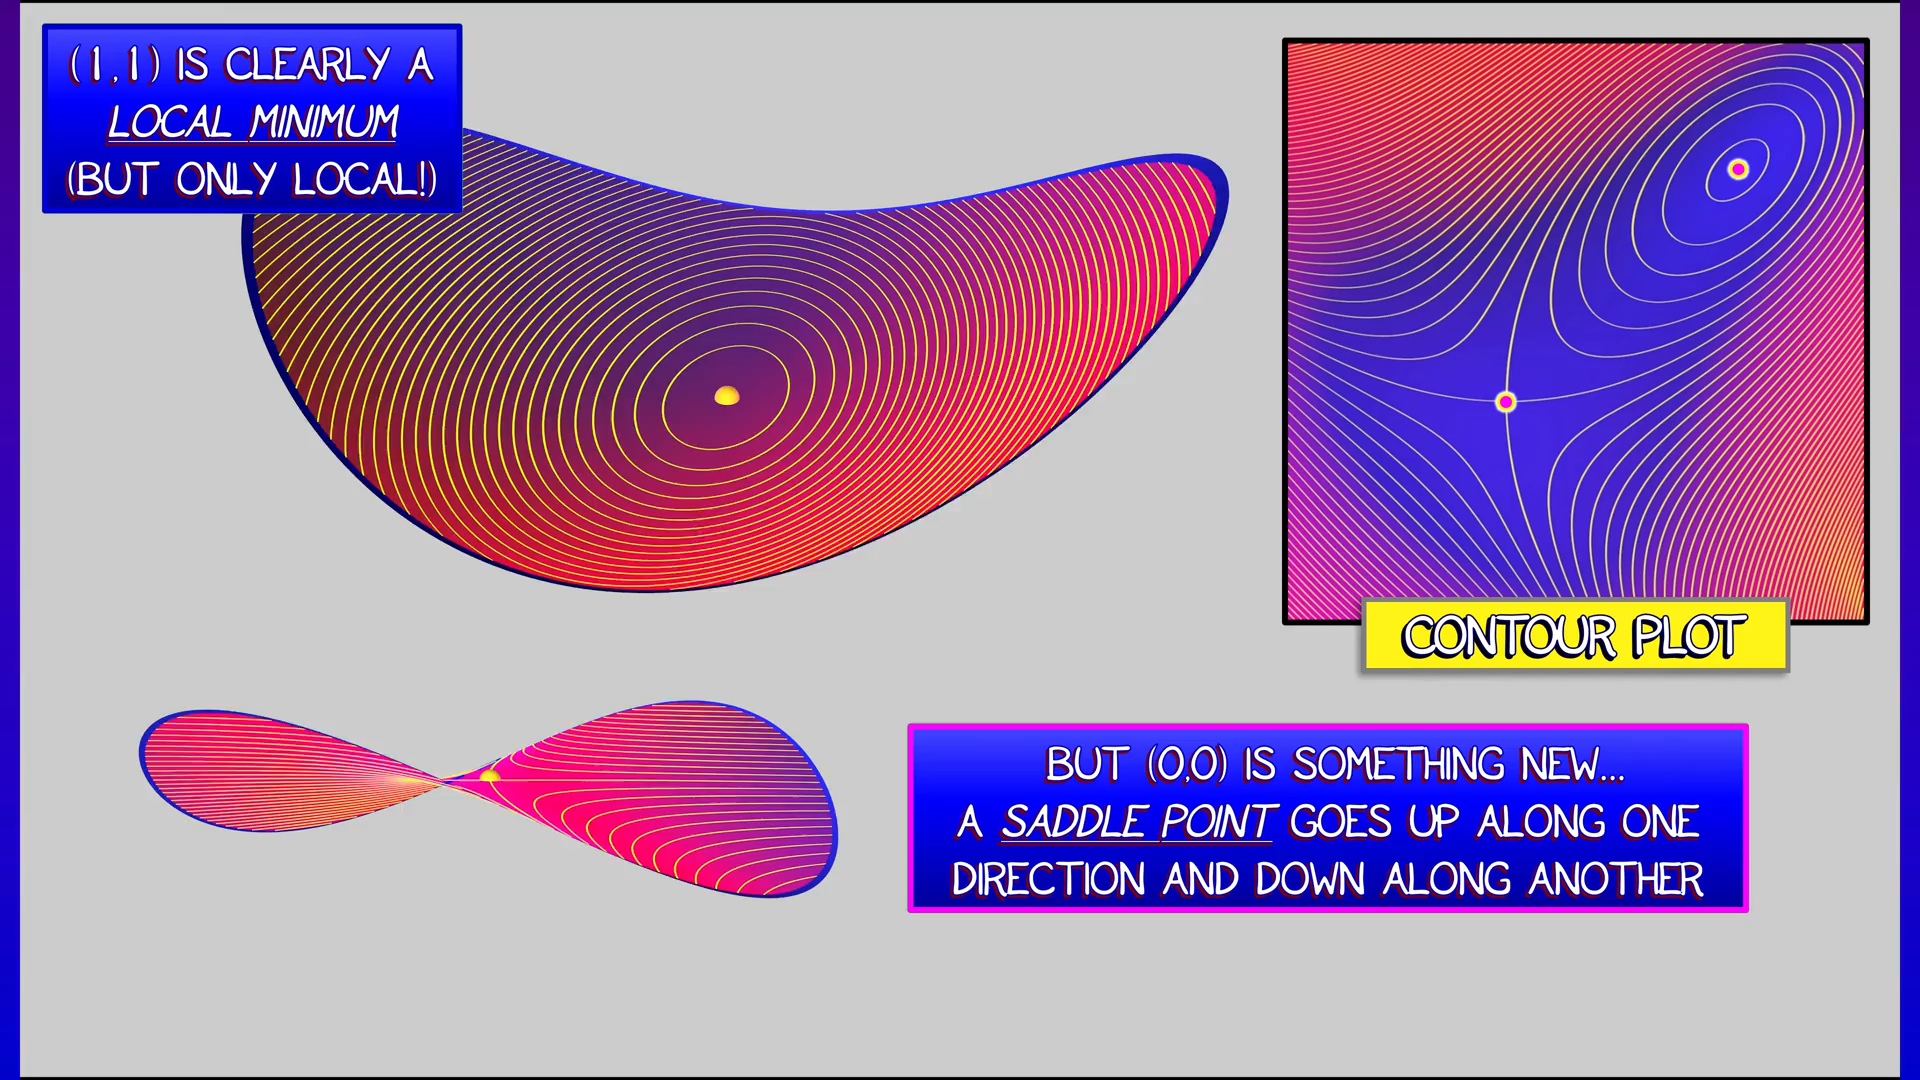 (1,1) IS CLEARLY A
LOCAL MINIMUM
(BUT ONLY LOCAL!)
CONTOUR PLOT
BUT (0,0) IS SOMETHING NEW...
A SADDLE POINT GOES UP ALONG ONE
DIRECTION AND DOWN ALONG ANOTHER